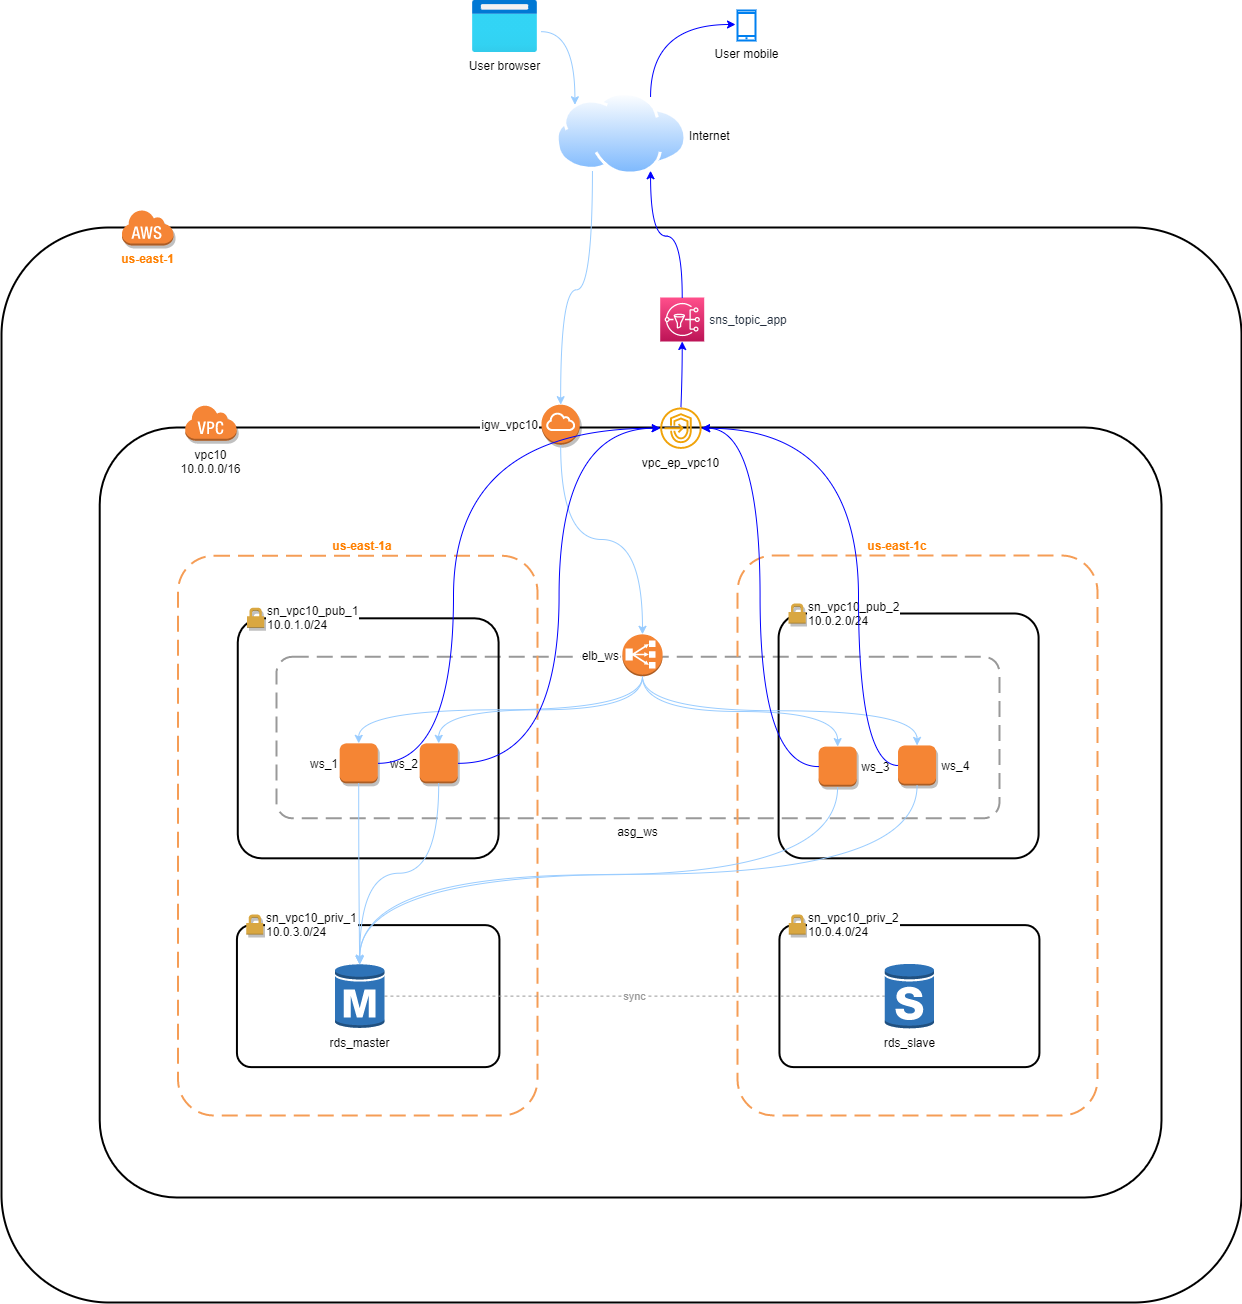 User browser
User mobile
Internet
AWS
us-east-1
sns_topic_app
igw_vpc10
VPC
vpc10
10.0.0.0/16
vpc_ep_vpc10
us-east-1a
us-east-1c
sn_vpc10_pub_1
10.0.1.0/24
sn_vpc10_pub_2
10.0.2.0/24
elb_ws
ws_1
ws_2
ws_3
ws_4
asg_ws
sn_vpc10_priv_1
10.0.3.0/24
sn_vpc10_priv_2
10.0.4.0/24
M
sync
S
rds_master
rds_slave